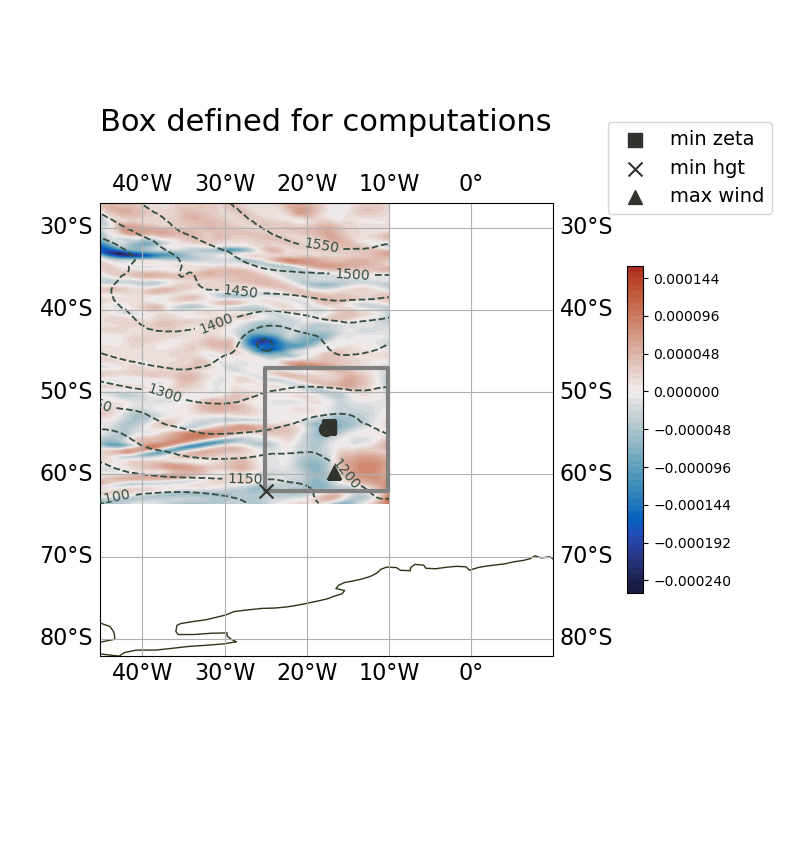 Box defined for computations
min zeta
min hgt
max wind
40°W 30°W 20°W 10°W 0°
30°S 30°S
40°S 40°S
50°S 50°S
60°S 60°S
70°S 70°S
80°S 80°S
40°W 30°W 20°W 10°W 0°
1550
1500
1450
1400
1300
50
1200
1150
100
0.000144
0.000096
0.000048
0.000000
−0.000048
−0.000096
−0.000144
−0.000192
−0.000240